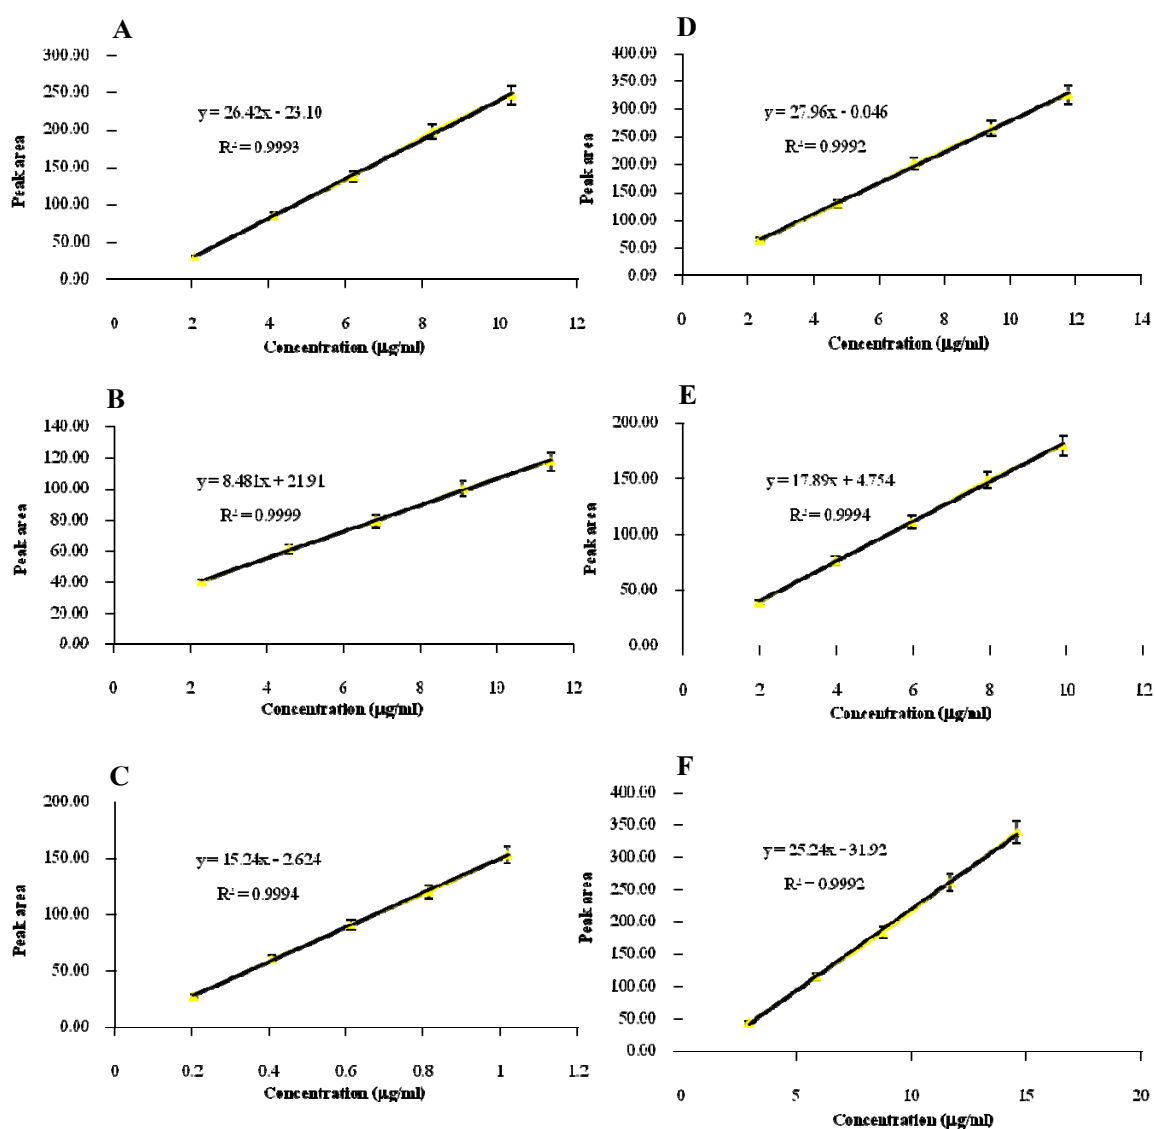 A
300.00
250.00
200.00
150.00
100.00
50.00
0.00
Peak area
y = 26.42x - 23.10
R² = 0.9993
0 2 4 6 8 10 12
Concentration (µg/ml)
D
400.00
350.00
300.00
250.00
200.00
150.00
100.00
50.00
0.00
Peak area
y = 27.96x - 0.046
R² = 0.9992
0 2 4 6 8 10 12 14
Concentration (µg/ml)
B
140.00
120.00
100.00
80.00
60.00
40.00
20.00
0.00
Peak area
y = 8.481x + 21.91
R² = 0.9999
0 2 4 6 8 10 12
Concentration (µg/ml)
E
200.00
150.00
100.00
50.00
0.00
Peak area
y = 17.89x + 4.754
R² = 0.9994
0 2 4 6 8 10 12
Concentration (µg/ml)
C
200.00
150.00
100.00
50.00
0.00
Peak area
y = 15.24x - 2.624
R² = 0.9994
0 0.2 0.4 0.6 0.8 1 1.2
Concentration (µg/ml)
F
400.00
350.00
300.00
250.00
200.00
150.00
100.00
50.00
0.00
Peak area
y = 25.24x - 31.92
R² = 0.9992
0 5 10 15 20
Concentration (µg/ml)